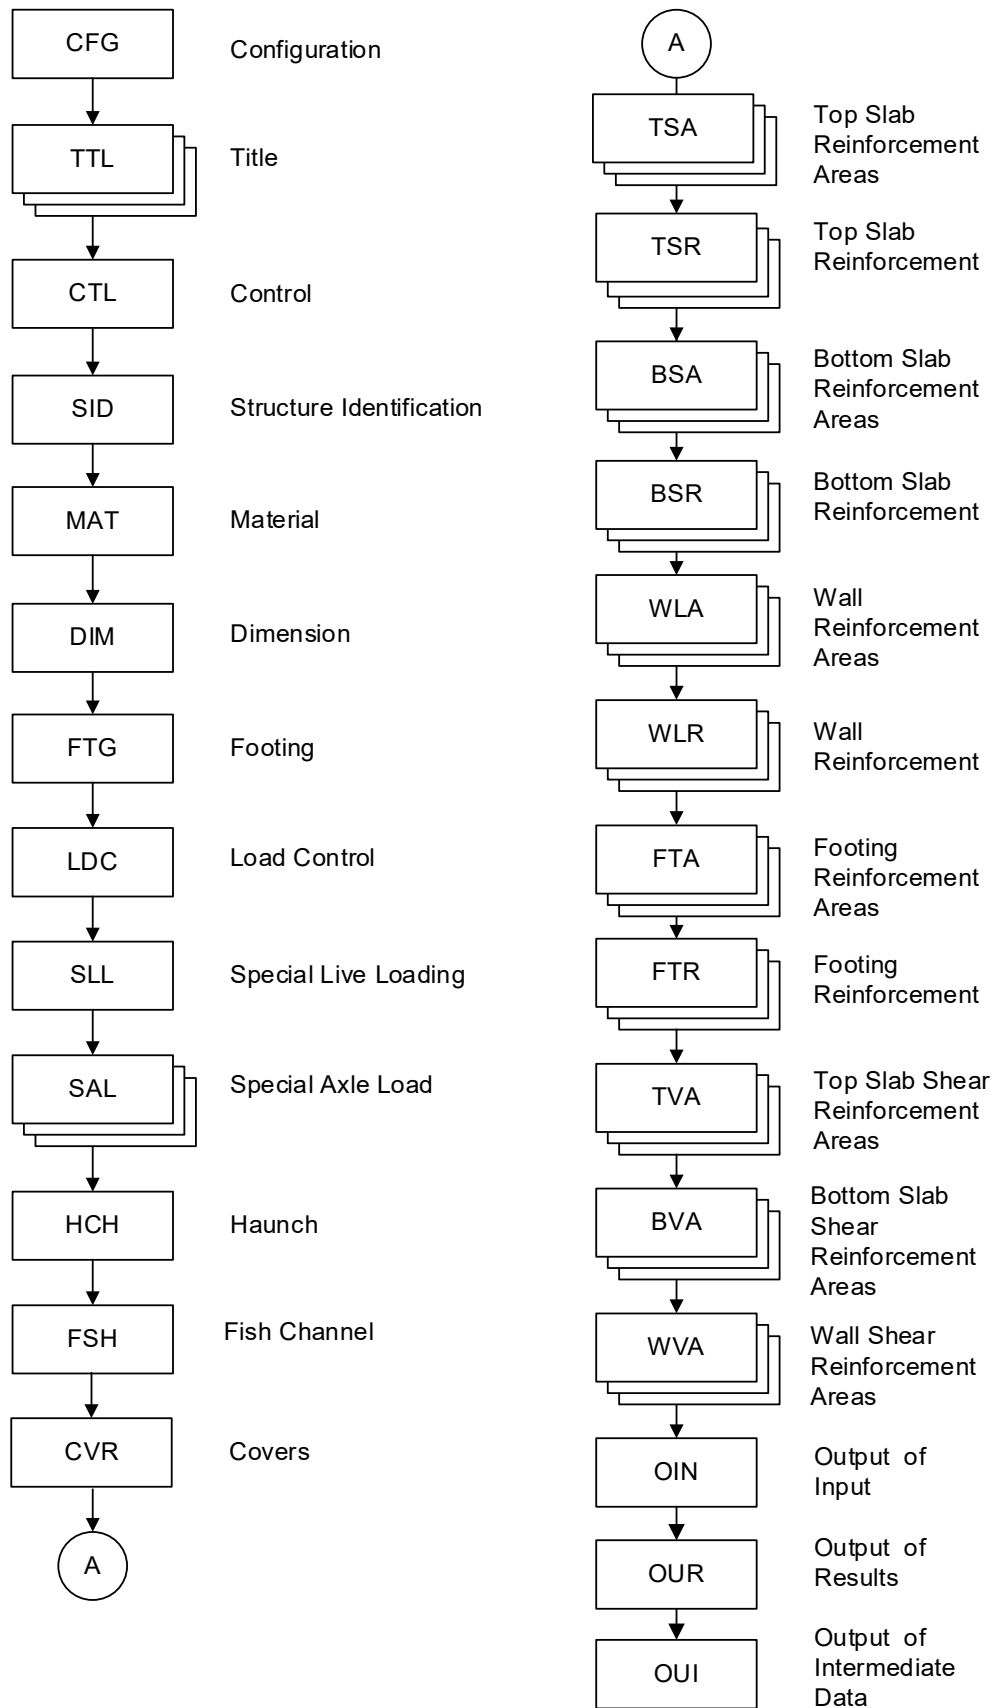 CFG
Configuration
TTL
Title
CTL
Control
SID
Structure Identification
MAT
Material
DIM
Dimension
FTG
Footing
LDC
Load Control
SLL
Special Live Loading
SAL
Special Axle Load
HCH
Haunch
FSH
Fish Channel
CVR
Covers
A
A
TSA
Top Slab
Reinforcement
Areas
TSR
Top Slab
Reinforcement
BSA
Bottom Slab
Reinforcement
Areas
BSR
Bottom Slab
Reinforcement
WLA
Wall
Reinforcement
Areas
WLR
Wall
Reinforcement
FTA
Footing
Reinforcement
Areas
FTR
Footing
Reinforcement
TVA
Top Slab Shear
Reinforcement
Areas
BVA
Bottom Slab
Shear
Reinforcement
Areas
WVA
Wall Shear
Reinforcement
Areas
OIN
Output of
Input
OUR
Output of
Results
OUI
Output of
Intermediate
Data